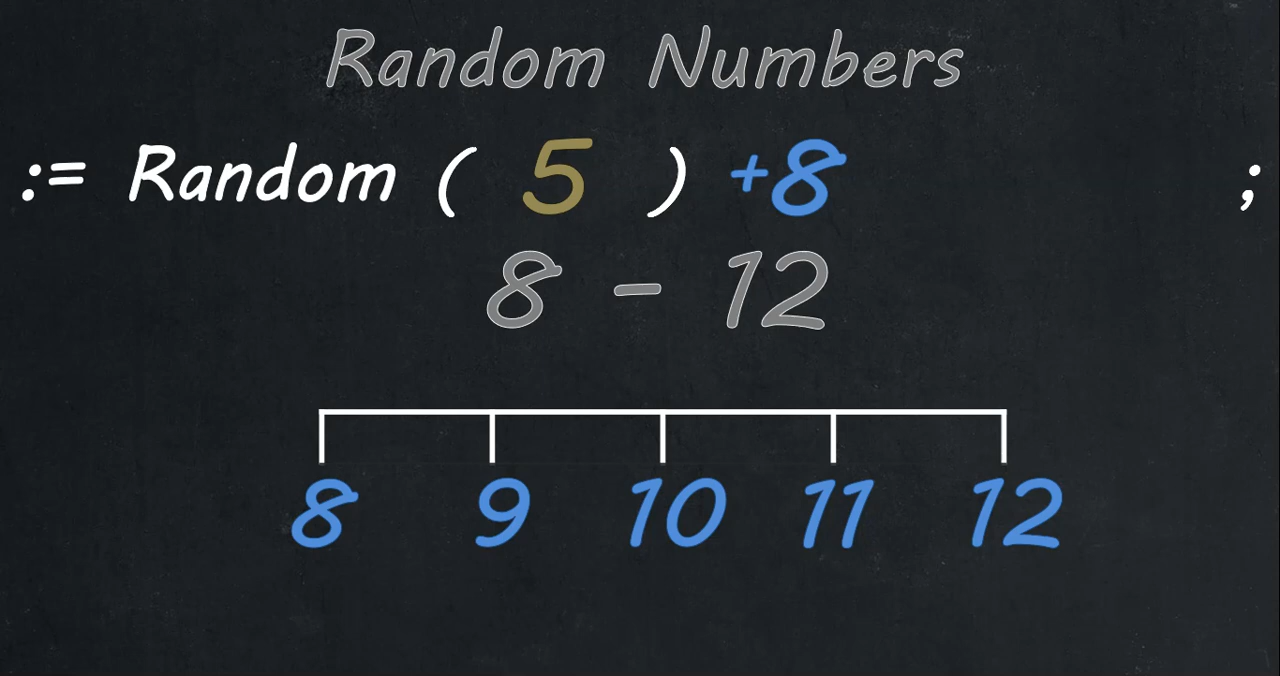 Random Numbers
:= Random ( 5 ) +8 ;
8 - 12
8 9 10 11 12